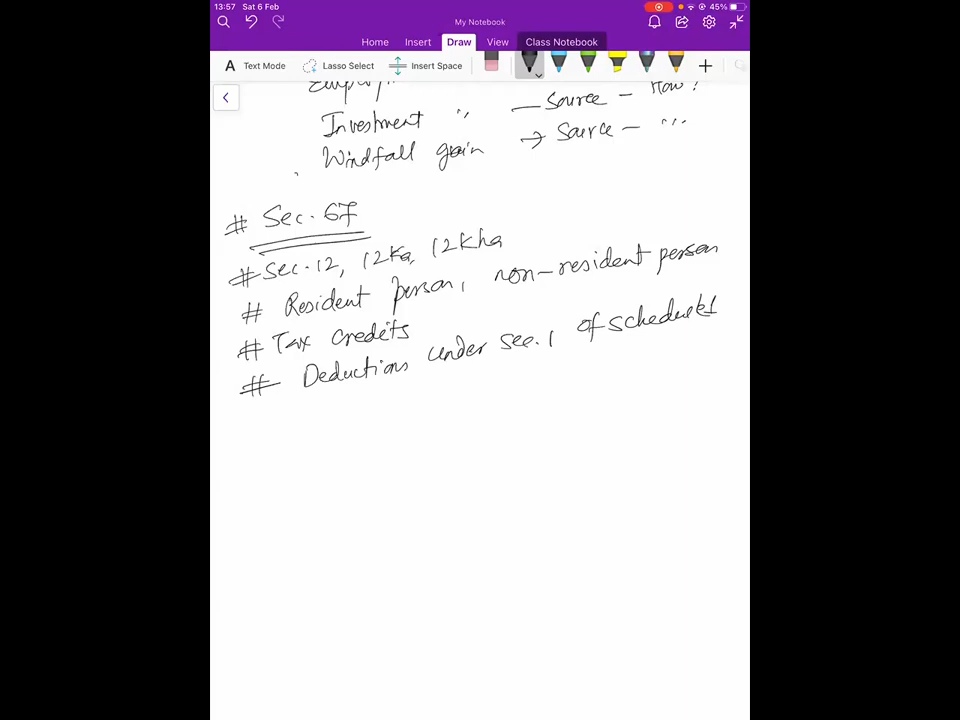 13:57 Sat 6 Feb
45%
My Notebook
Home Insert Draw View Class Notebook
A Text Mode Lasso Select Insert Space
How?
Investment " — Source — 
Windfall gain → Source — "
# Sec. 67
# Sec. 12, 12Ka, 12Kha
# Resident person, non-resident person
# Tax credits
# Deductions under sec. 1 of schedule 1